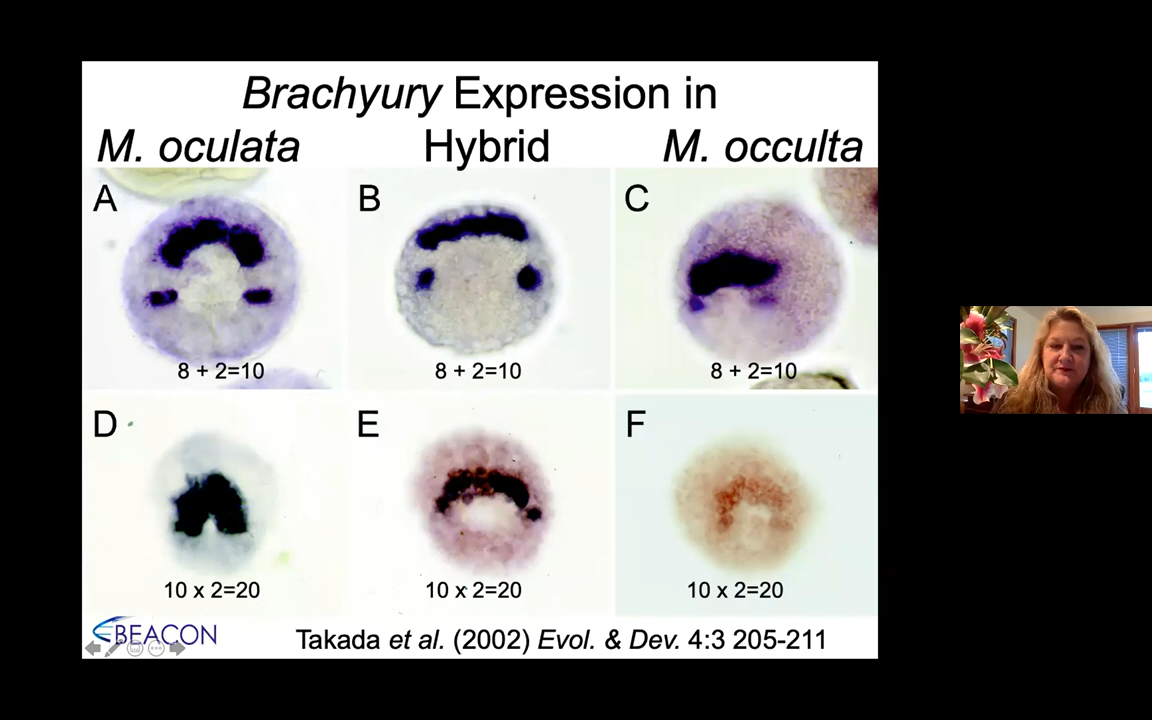 Brachyury Expression in
M. oculata Hybrid M. occulta
A B C
8 + 2=10 8 + 2=10 8 + 2=10
D E F
10 x 2=20 10 x 2=20 10 x 2=20
BEACON Takada et al. (2002) Evol. & Dev. 4:3 205-211